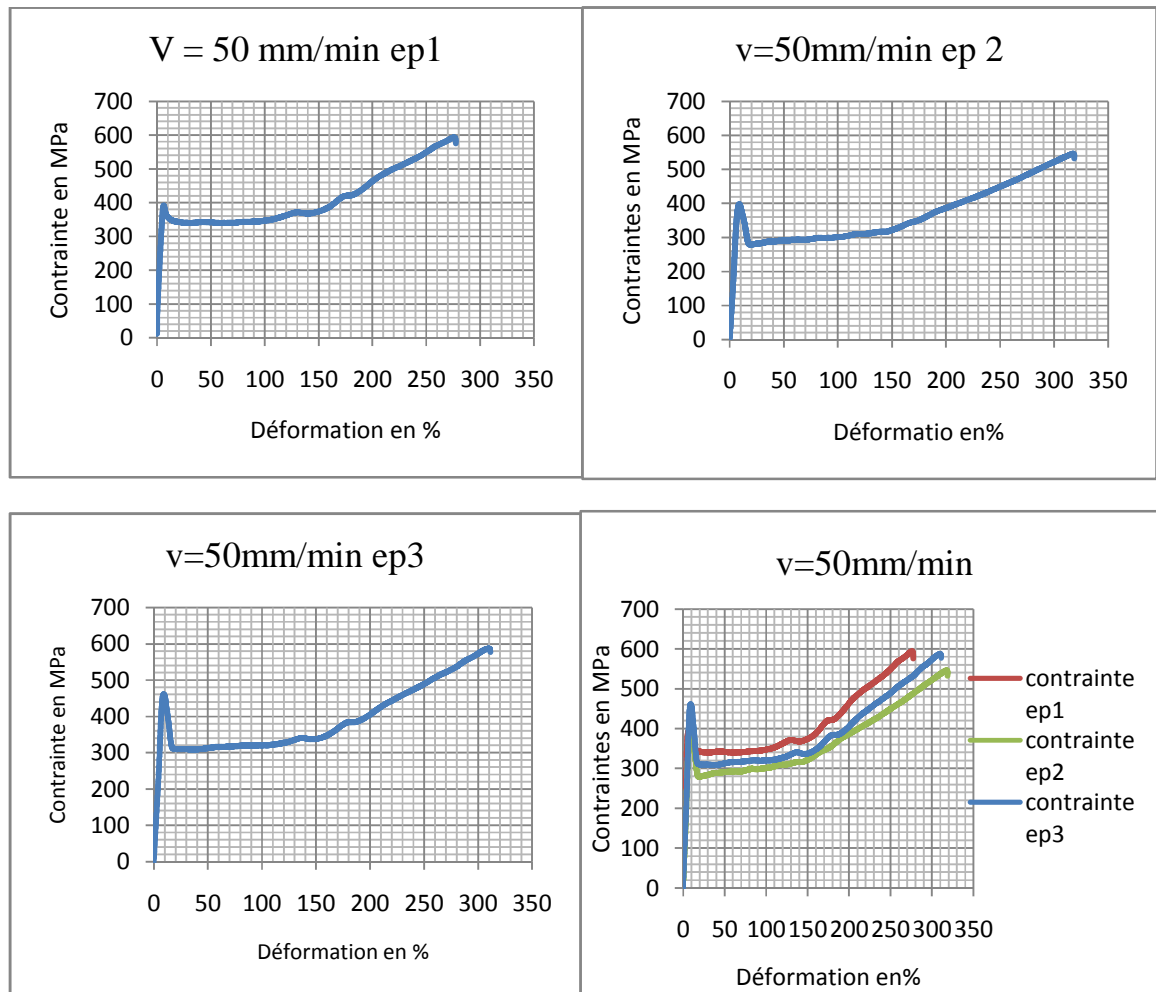 V = 50 mm/min ep1
Contrainte en MPa
700
600
500
400
300
200
100
0
0 50 100 150 200 250 300 350
Déformation en %
v=50mm/min ep 2
Contraintes en MPa
700
600
500
400
300
200
100
0
0 50 100 150 200 250 300 350
Déformatio en%
v=50mm/min ep3
Contrainte en MPa
700
600
500
400
300
200
100
0
0 50 100 150 200 250 300 350
Déformation en %
v=50mm/min
Contraintes en MPa
700
600
500
400
300
200
100
0
0 50 100 150 200 250 300 350
Déformation en%
contrainte
ep1
contrainte
ep2
contrainte
ep3